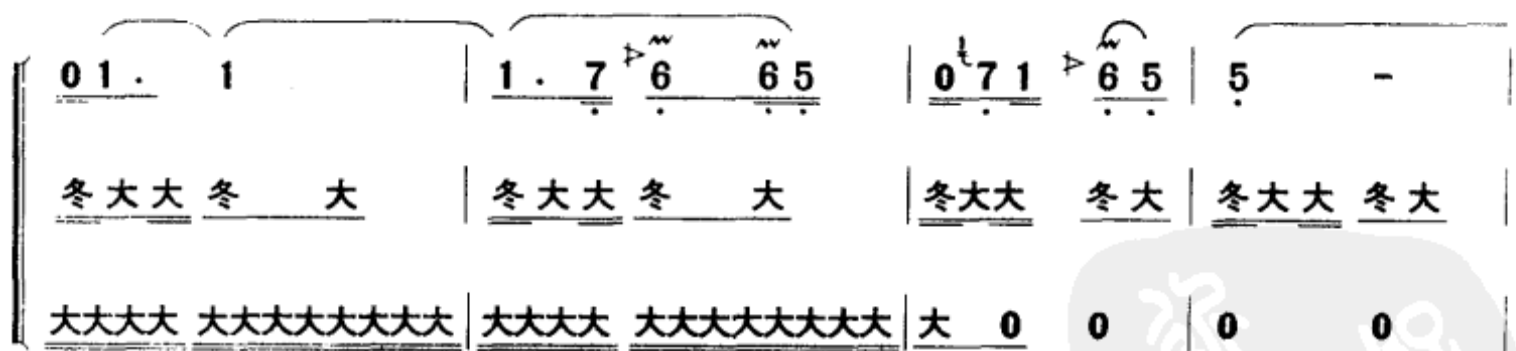 0 1 · 1 | 1 · 7 6 6 5 | 0 7 1 6 5 | 5 - |
冬大大 冬 大 | 冬大大 冬 大 | 冬大大 冬大 | 冬大大 冬大 |
大大大大 大大大大大大大大 | 大大大大 大大大大大大大大 | 大 0 0 | 0 0 |